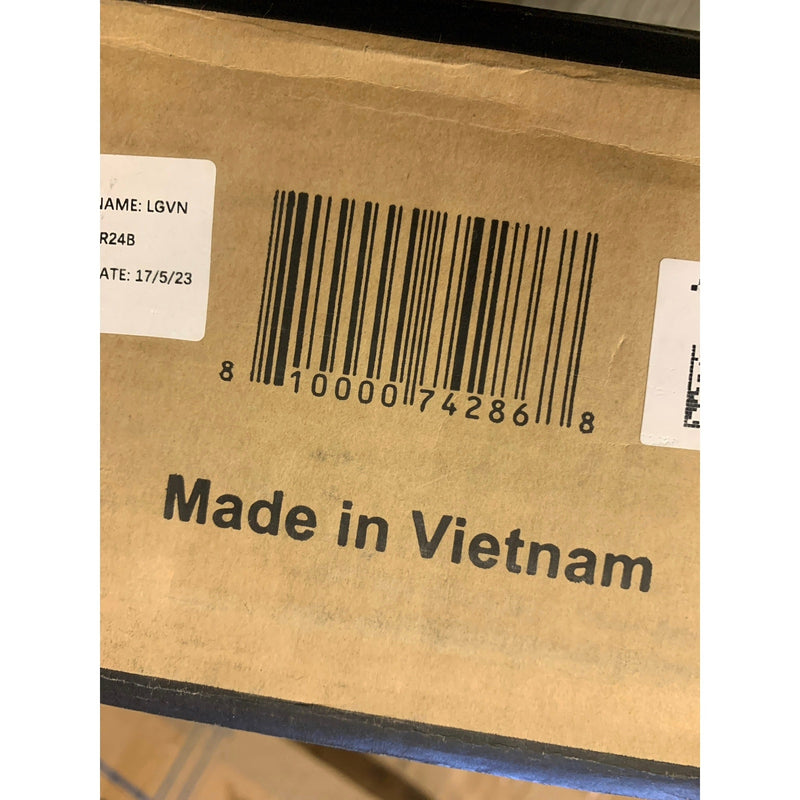 NAME: LGVN
R24B
ATE: 17/5/23
8 10000 74286 8
Made in Vietnam